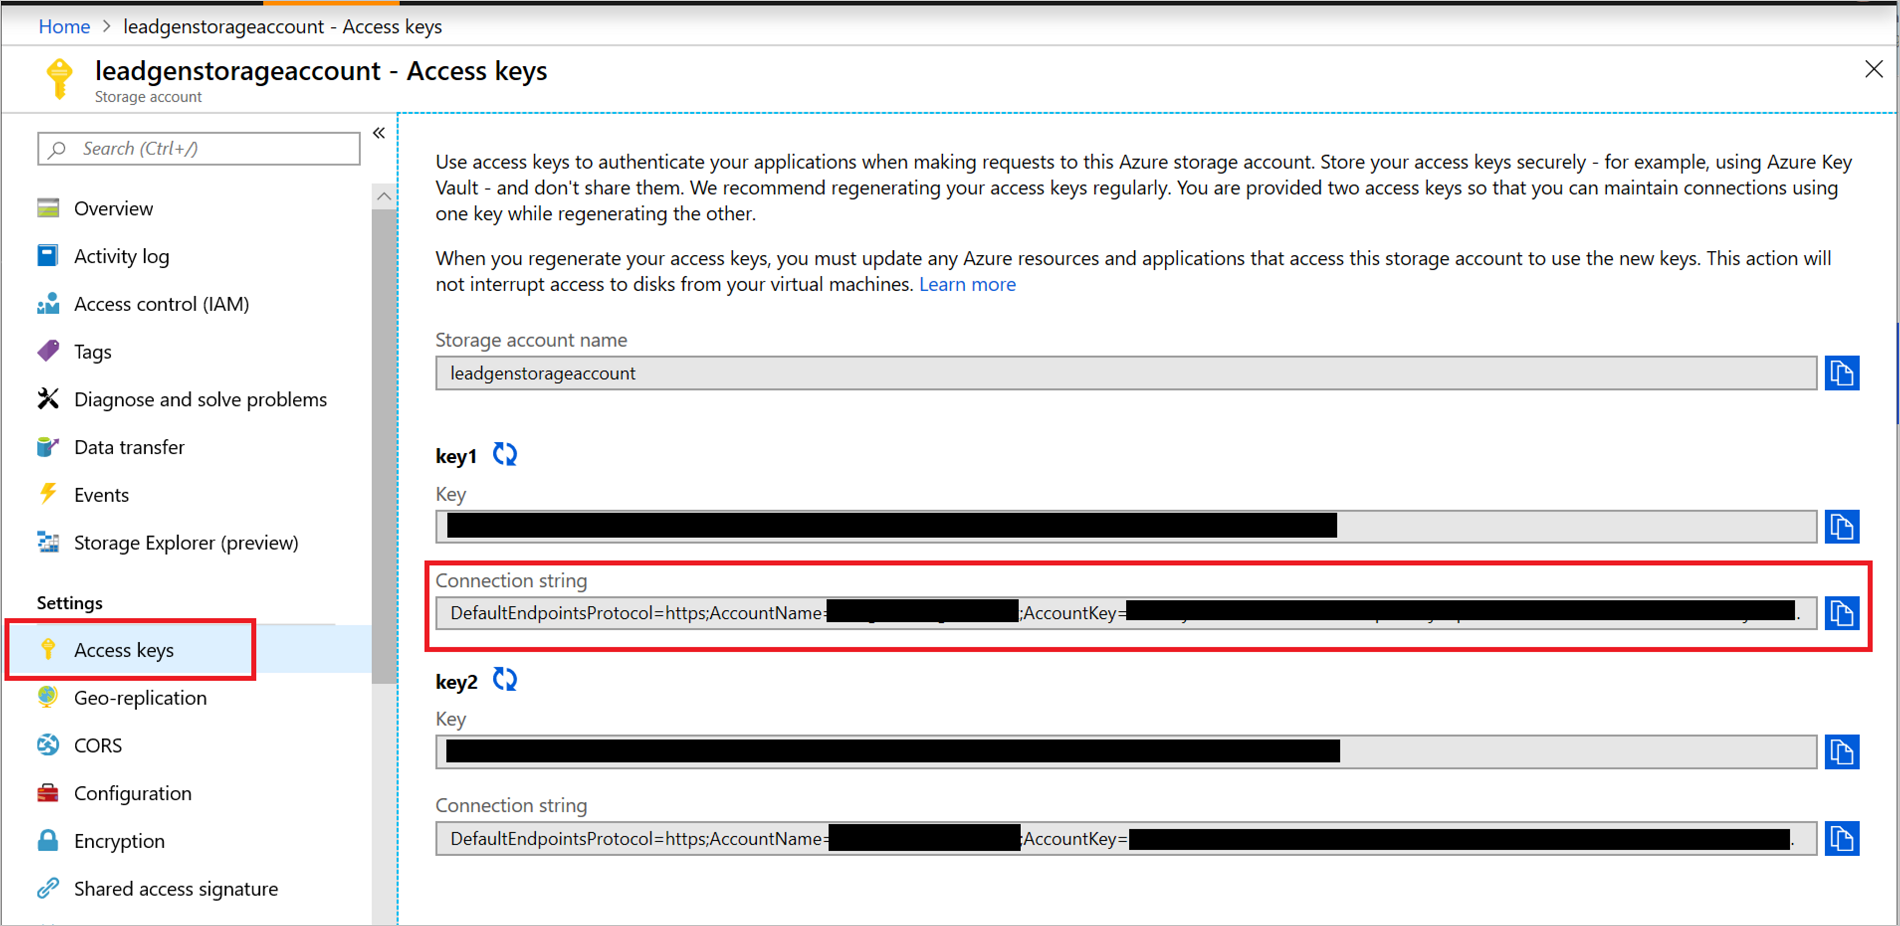 Home > leadgenstorageaccount - Access keys
leadgenstorageaccount - Access keys
Storage account
Search (Ctrl+/)
«
Overview
Activity log
Access control (IAM)
Tags
Diagnose and solve problems
Data transfer
Events
Storage Explorer (preview)
Settings
Access keys
Geo-replication
CORS
Configuration
Encryption
Shared access signature
Use access keys to authenticate your applications when making requests to this Azure storage account. Store your access keys securely - for example, using Azure Key
Vault - and don't share them. We recommend regenerating your access keys regularly. You are provided two access keys so that you can maintain connections using
one key while regenerating the other.
When you regenerate your access keys, you must update any Azure resources and applications that access this storage account to use the new keys. This action will
not interrupt access to disks from your virtual machines. Learn more
Storage account name
leadgenstorageaccount
key1
Key
Connection string
DefaultEndpointsProtocol=https;AccountName= ;AccountKey= .
key2
Key
Connection string
DefaultEndpointsProtocol=https;AccountName= ;AccountKey= .